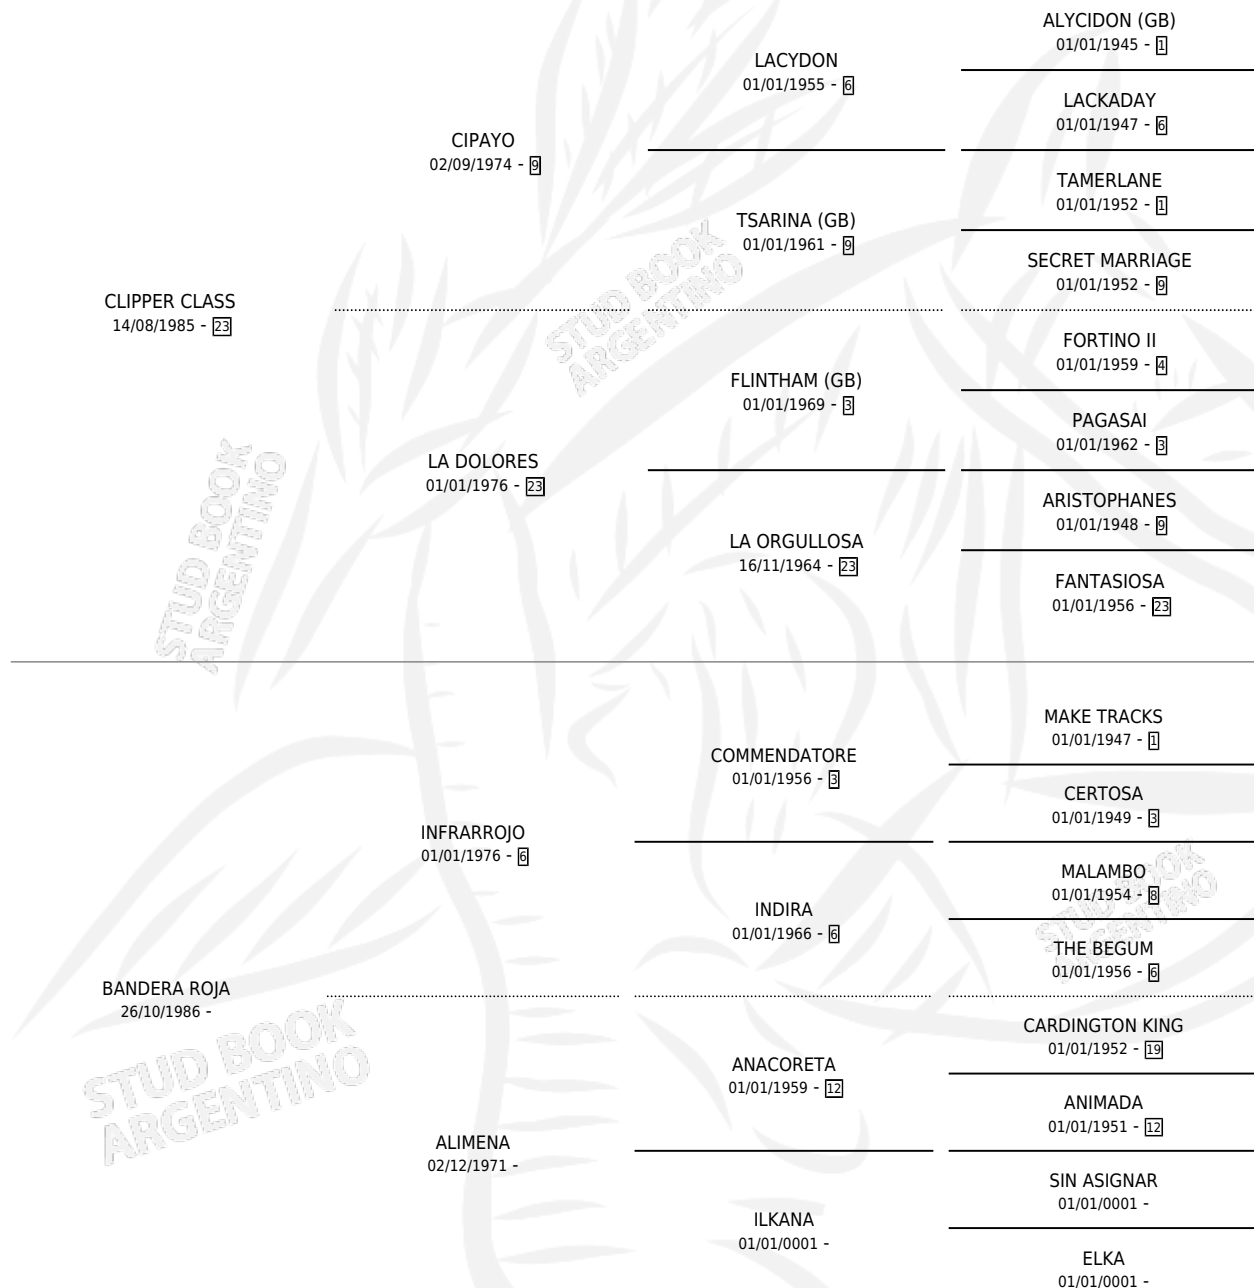 ALYCIDON (GB)
01/01/1945 - 1
LACYDON
01/01/1955 - 6
LACKADAY
01/01/1947 - 6
CIPAYO
02/09/1974 - 9
TAMERLANE
01/01/1952 - 1
TSARINA (GB)
01/01/1961 - 9
SECRET MARRIAGE
01/01/1952 - 9
CLIPPER CLASS
14/08/1985 - 23
STUD BOOK
ARGENTINO
FORTINO II
01/01/1959 - 4
FLINTHAM (GB)
01/01/1969 - 3
PAGASAI
01/01/1962 - 3
LA DOLORES
01/01/1976 - 23
ARISTOPHANES
01/01/1948 - 9
LA ORGULLOSA
16/11/1964 - 23
FANTASIOSA
01/01/1956 - 23
STUD BOOK
ARGENTINO
MAKE TRACKS
01/01/1947 - 1
COMMENDATORE
01/01/1956 - 3
CERTOSA
01/01/1949 - 3
INFRARROJO
01/01/1976 - 6
MALAMBO
01/01/1954 - 8
INDIRA
01/01/1966 - 6
THE BEGUM
01/01/1956 - 6
STUD BOOK
ARGENTINO
BANDERA ROJA
26/10/1986 -
CARDINGTON KING
01/01/1952 - 19
ANACORETA
01/01/1959 - 12
ANIMADA
01/01/1951 - 12
STUD BOOK
ARGENTINO
ALIMENA
02/12/1971 -
SIN ASIGNAR
01/01/0001 -
ILKANA
01/01/0001 -
ELKA
01/01/0001 -